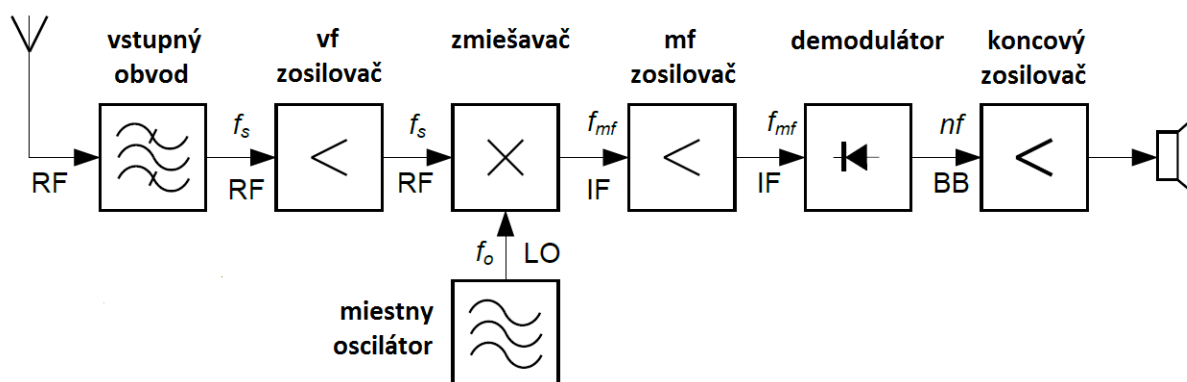 vstupný
obvod
vf
zosilovač
zmiešavač
mf
zosilovač
demodulátor
koncový
zosilovač
RF
fs
RF
fs
RF
fmf
IF
fmf
IF
nf
BB
fo
LO
miestny
oscilátor